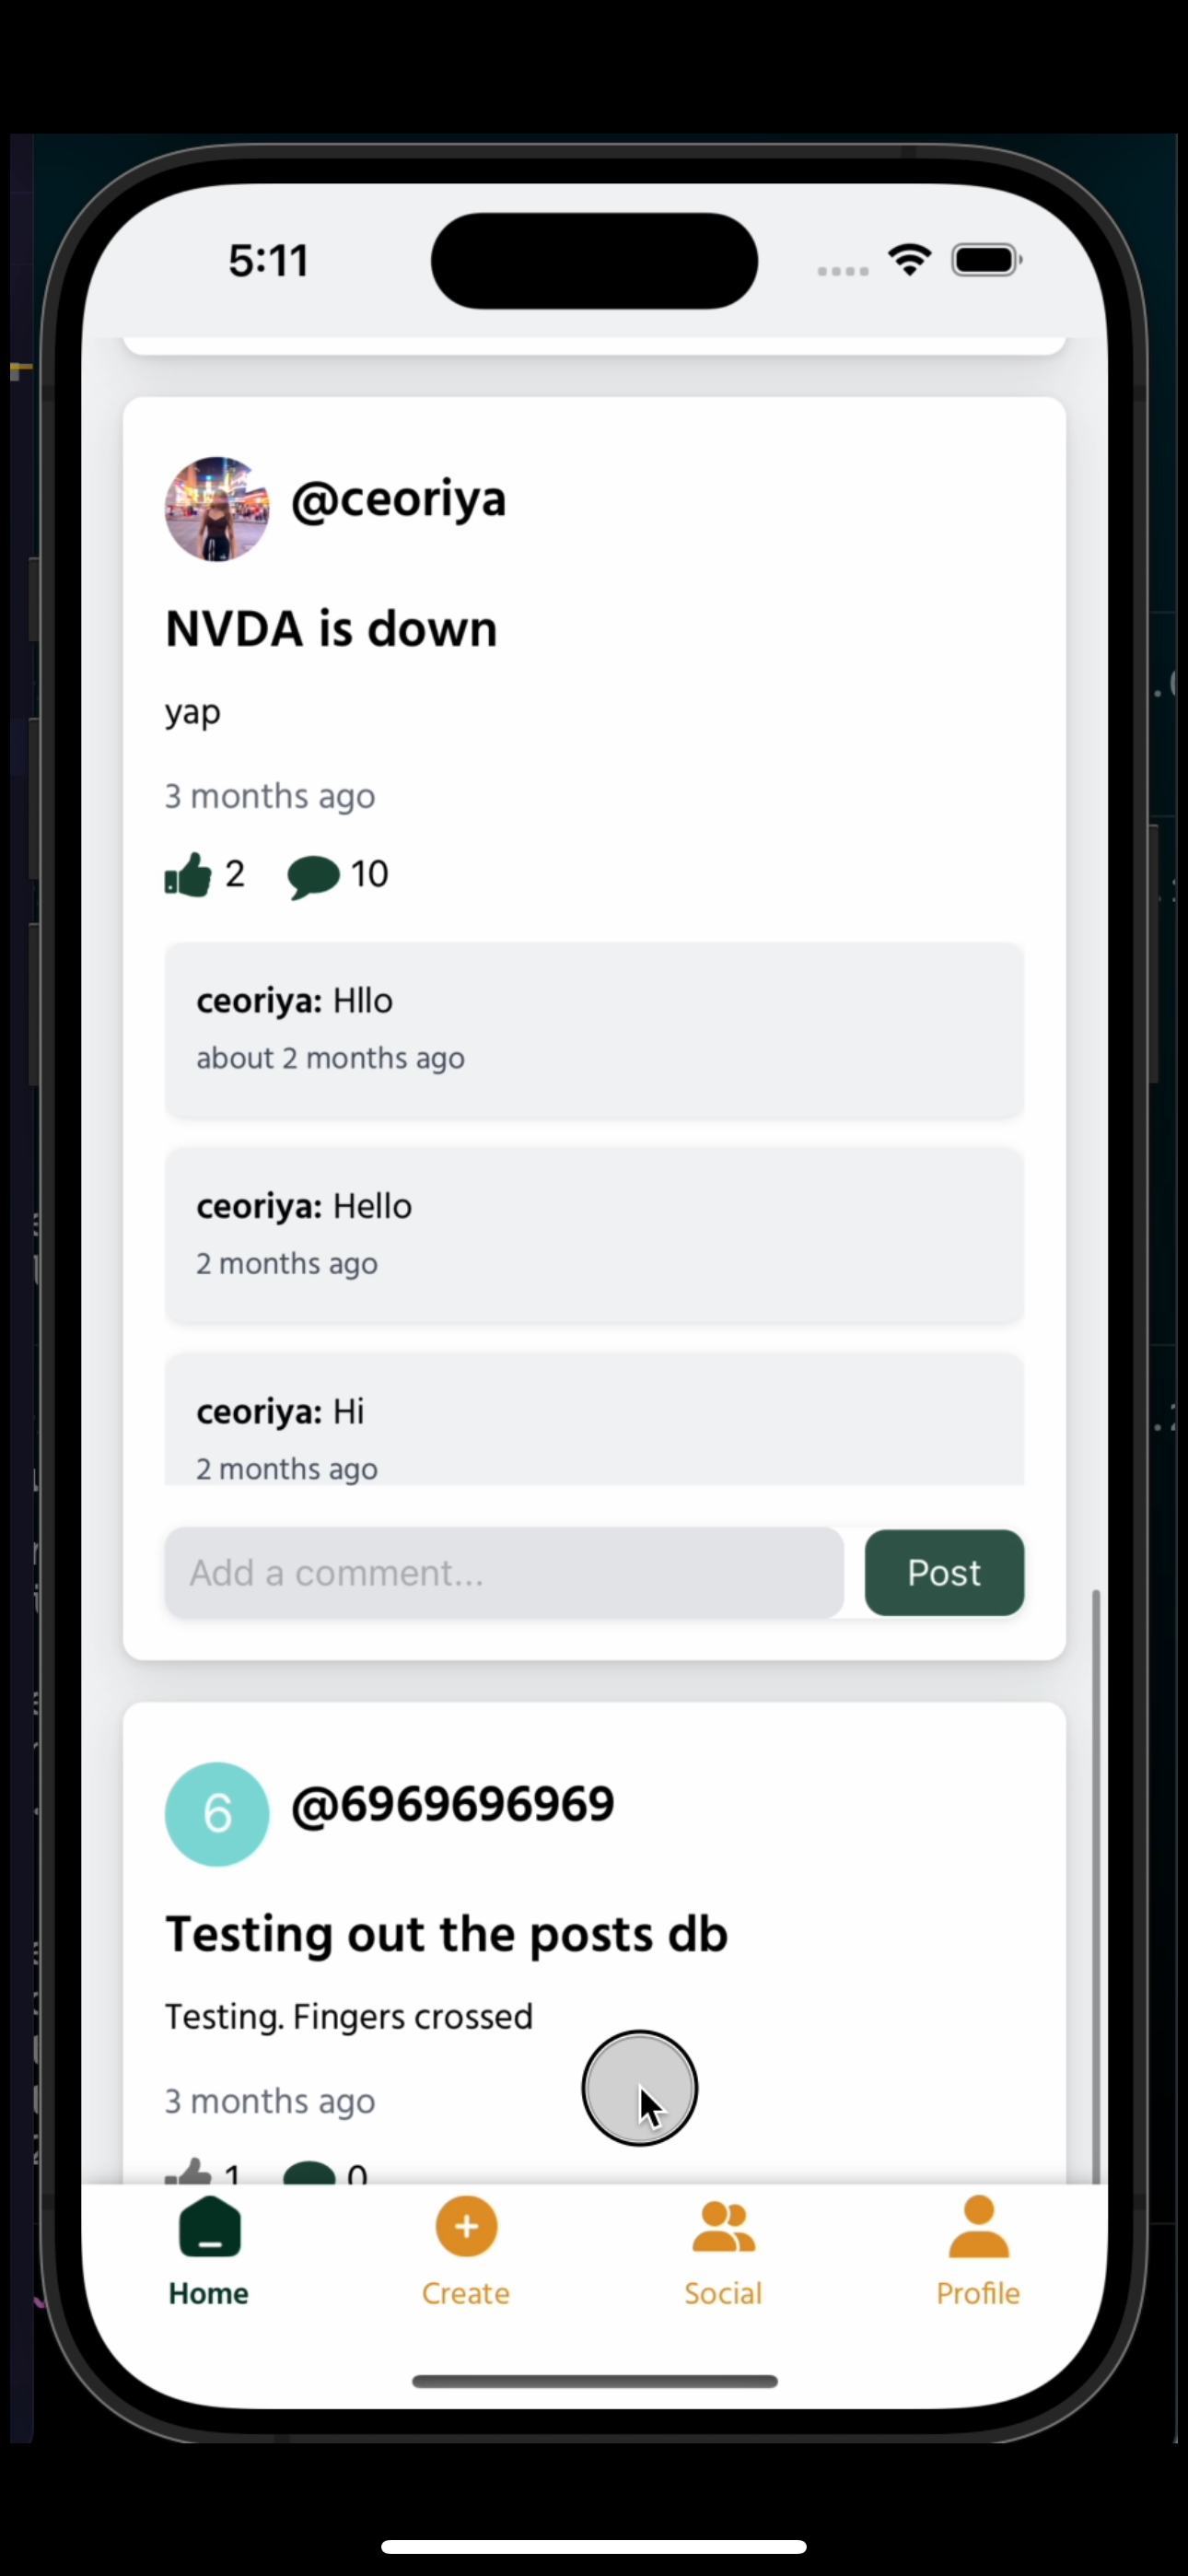 5:11
@ceoriya
NVDA is down
yap
3 months ago
2 10
ceoriya: Hllo
about 2 months ago
ceoriya: Hello
2 months ago
ceoriya: Hi
2 months ago
Add a comment... Post
6 @6969696969
Testing out the posts db
Testing. Fingers crossed
3 months ago
1 0
Home Create Social Profile